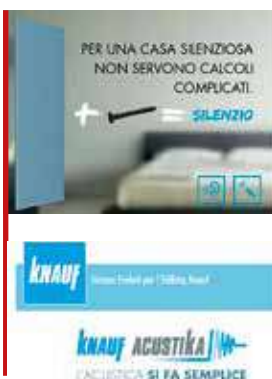 PER UNA CASA SILENZIOSA
NON SERVONO CALCOLI
COMPLICATI.
+ = SILENZIO
KNAUF
KNAUF ACUSTIKA
L'ACUSTICA SI FA SEMPLICE